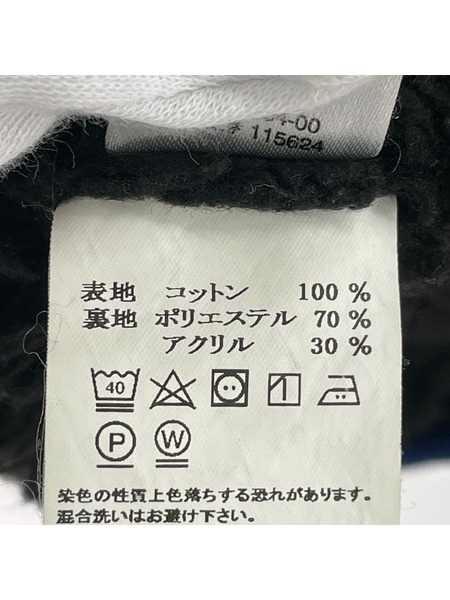 4-00
115624
表地 コットン 100 %
裏地 ポリエステル 70 %
アクリル 30 %
40
P W
染色の性質上色落ちする恐れがあります。
混合洗いはお避け下さい。